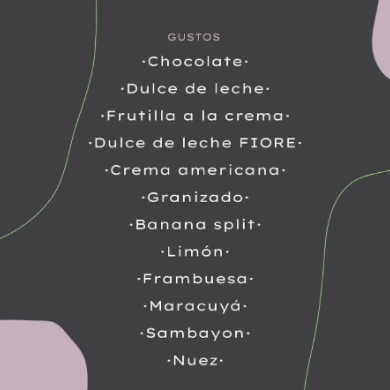 GUSTOS
·Chocolate·
·Dulce de leche·
·Frutilla a la crema·
·Dulce de leche FIORE·
·Crema americana·
·Granizado·
·Banana split·
·Limón·
·Frambuesa·
·Maracuyá·
·Sambayon·
·Nuez·